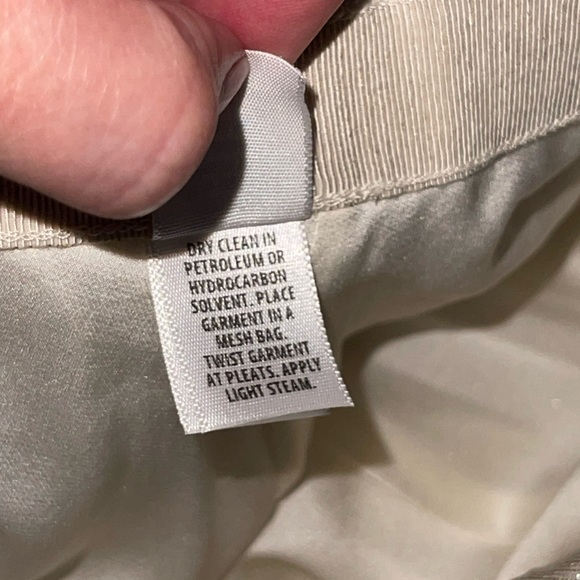 DRY CLEAN IN
PETROLEUM OR
HYDROCARBON
SOLVENT. PLACE
GARMENT IN A
MESH BAG.
TWIST GARMENT
AT PLEATS. APPLY
LIGHT STEAM.